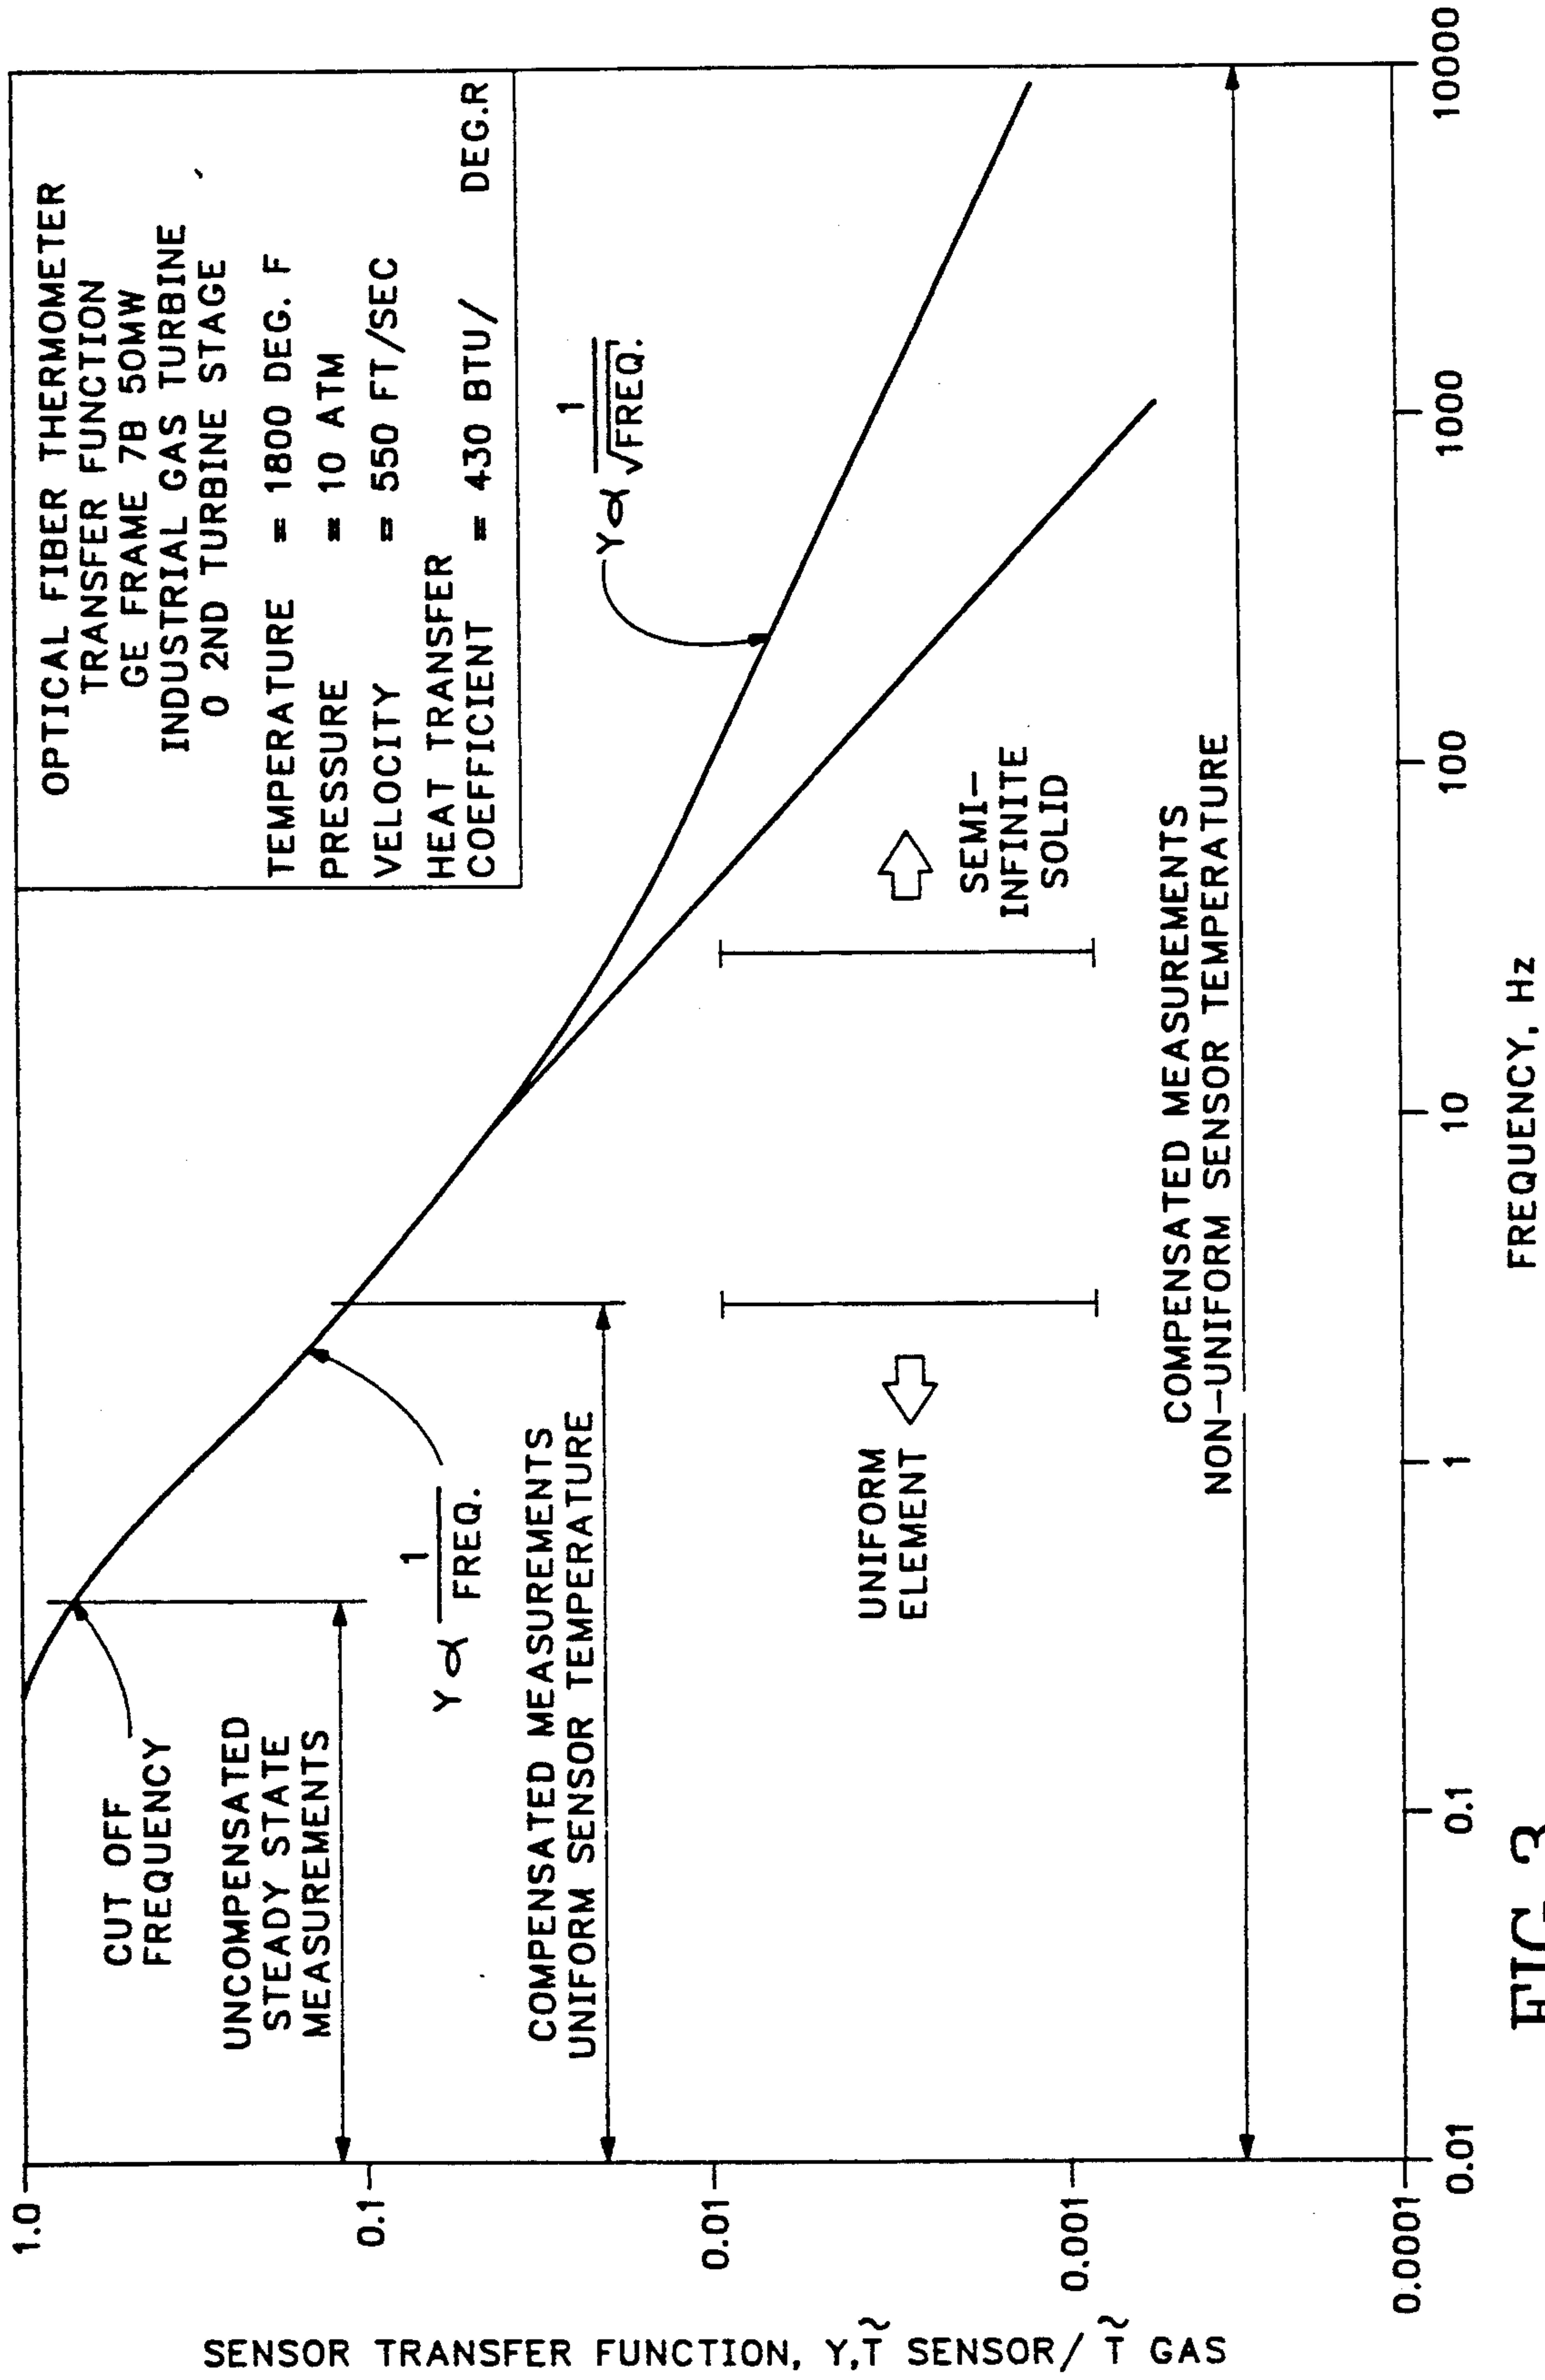 OPTICAL FIBER THERMOMETER
TRANSFER FUNCTION
GE FRAME 7B 50MW
INDUSTRIAL GAS TURBINE
O 2ND TURBINE STAGE
TEMPERATURE = 1800 DEG. F
PRESSURE = 10 ATM
VELOCITY = 550 FT/SEC
HEAT TRANSFER
COEFFICIENT = 430 BTU/ DEG.R
CUT OFF
FREQUENCY
UNCOMPENSATED
STEADY STATE
MEASUREMENTS
Y ∝ 1/FREQ.
Y ∝ 1/√FREQ.
COMPENSATED MEASUREMENTS
UNIFORM SENSOR TEMPERATURE
UNIFORM
ELEMENT
SEMI-
INFINITE
SOLID
COMPENSATED MEASUREMENTS
NON-UNIFORM SENSOR TEMPERATURE
SENSOR TRANSFER FUNCTION, Y, T̃ SENSOR/ T̃ GAS
1.0
0.1
0.01
0.001
0.0001
0.01
0.1
1
10
100
1000
10000
FREQUENCY, Hz
FIG. 3